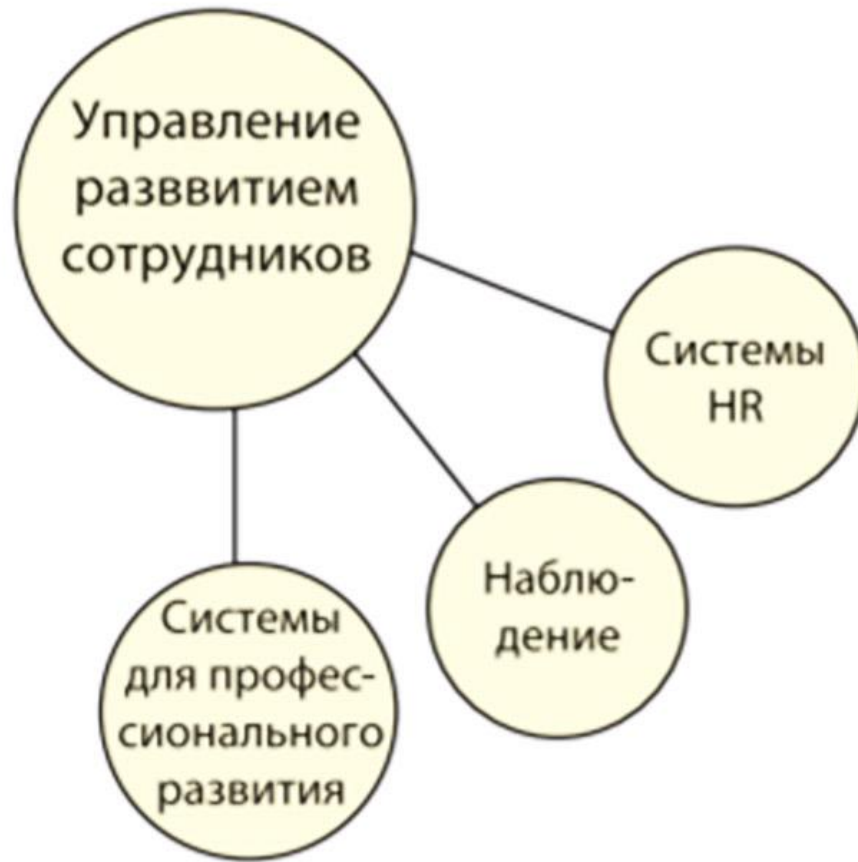 Управление
разввитием
сотрудников
Системы
HR
Наблю-
дение
Системы
для профес-
сионального
развития